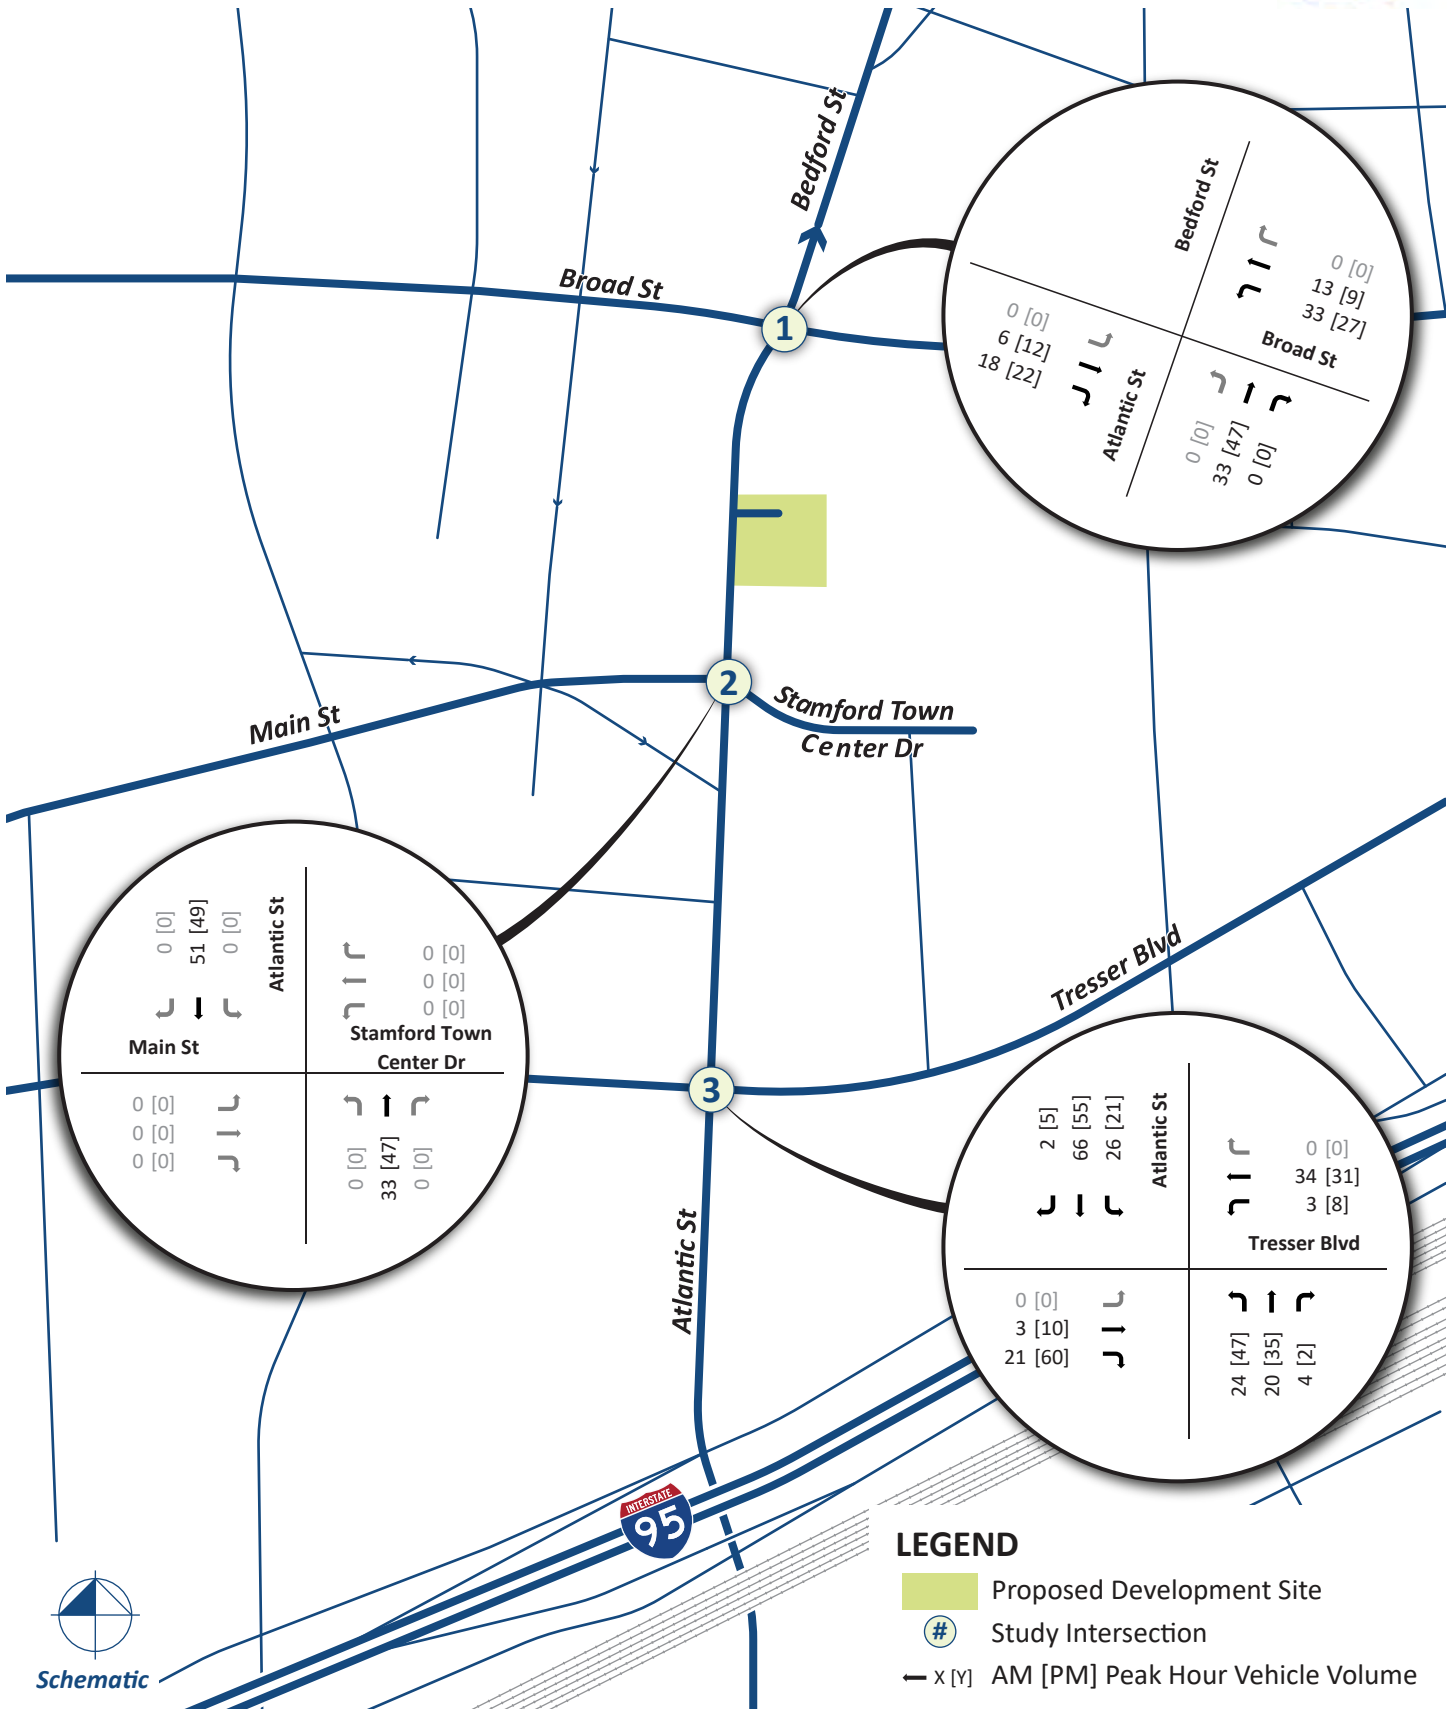 Bedford St
Broad St
1
Bedford St
0 [0]
13 [9]
33 [27]
Broad St
0 [0]
6 [12]
18 [22]
Atlantic St
0 [0]
33 [47]
0 [0]
2
Stamford Town
Center Dr
Main St
0 [0]
51 [49]
0 [0]
Atlantic St
0 [0]
0 [0]
0 [0]
Main St
Stamford Town
Center Dr
0 [0]
0 [0]
0 [0]
0 [0]
33 [47]
0 [0]
Tresser Blvd
3
Atlantic St
2 [5]
66 [55]
26 [21]
Atlantic St
0 [0]
34 [31]
3 [8]
Tresser Blvd
0 [0]
3 [10]
21 [60]
24 [47]
20 [35]
4 [2]
INTERSTATE
95
Schematic
LEGEND
Proposed Development Site
# Study Intersection
X [Y] AM [PM] Peak Hour Vehicle Volume